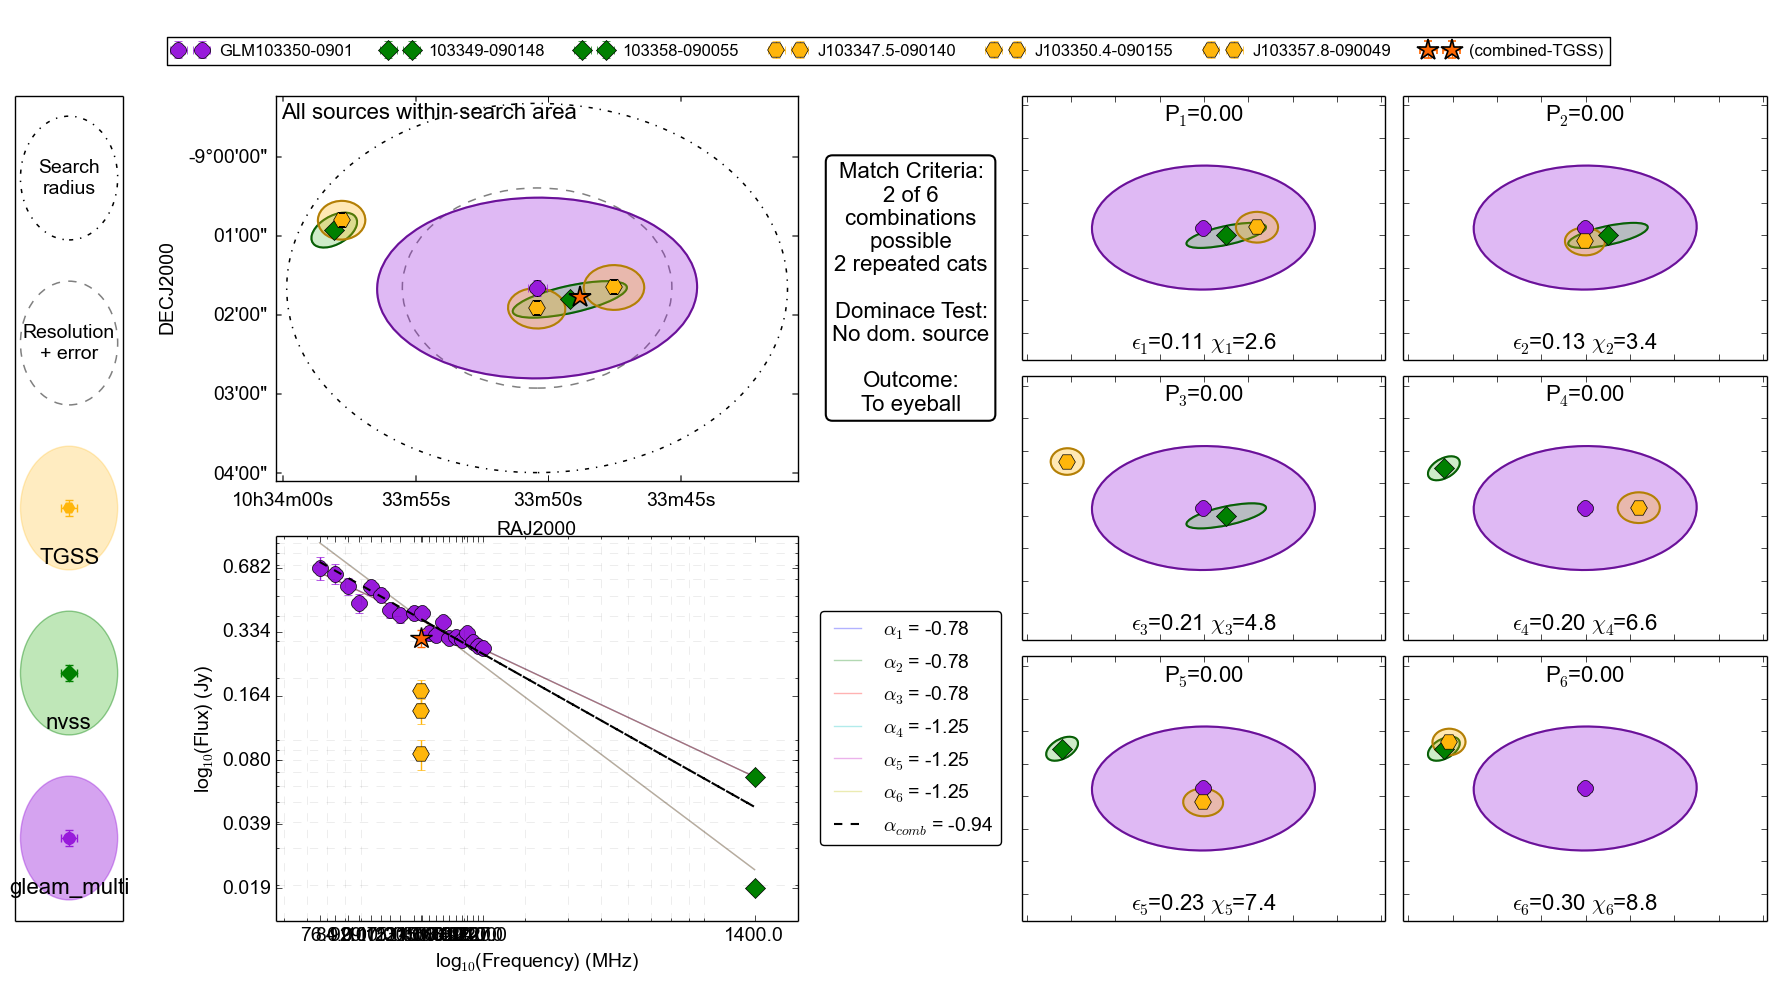 GLM103350-0901 103349-090148 103358-090055 J103347.5-090140 J103350.4-090155 J103357.8-090049 (combined-TGSS)
Search
radius
Resolution
+ error
TGSS
nvss
gleam_multi
All sources within search area
DECJ2000
-9°00'00"
01'00"
02'00"
03'00"
04'00"
10h34m00s 33m55s 33m50s 33m45s
RAJ2000
log10(Flux) (Jy)
0.682
0.334
0.164
0.080
0.039
0.019
1400.0
log10(Frequency) (MHz)
Match Criteria:
2 of 6
combinations
possible
2 repeated cats
Dominace Test:
No dom. source
Outcome:
To eyeball
α1 = -0.78
α2 = -0.78
α3 = -0.78
α4 = -1.25
α5 = -1.25
α6 = -1.25
αcomb = -0.94
P1=0.00
ϵ1=0.11 χ1=2.6
P2=0.00
ϵ2=0.13 χ2=3.4
P3=0.00
ϵ3=0.21 χ3=4.8
P4=0.00
ϵ4=0.20 χ4=6.6
P5=0.00
ϵ5=0.23 χ5=7.4
P6=0.00
ϵ6=0.30 χ6=8.8